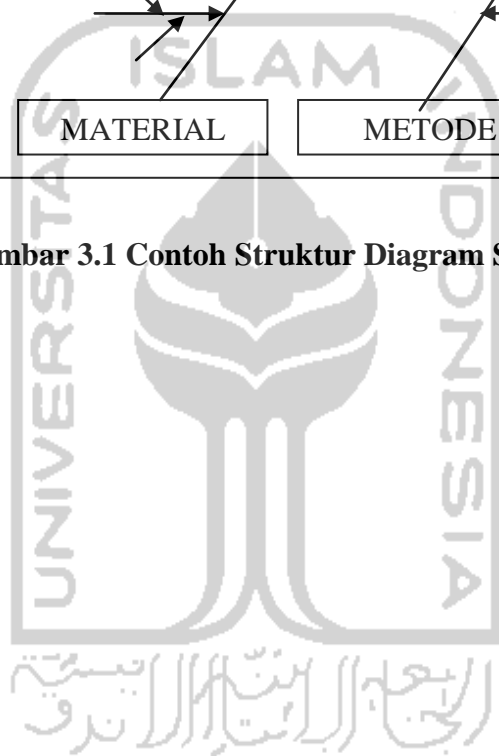 ISLAM
MATERIAL METODE
mbar 3.1 Contoh Struktur Diagram S
UNIVERSITAS
INDONESIA